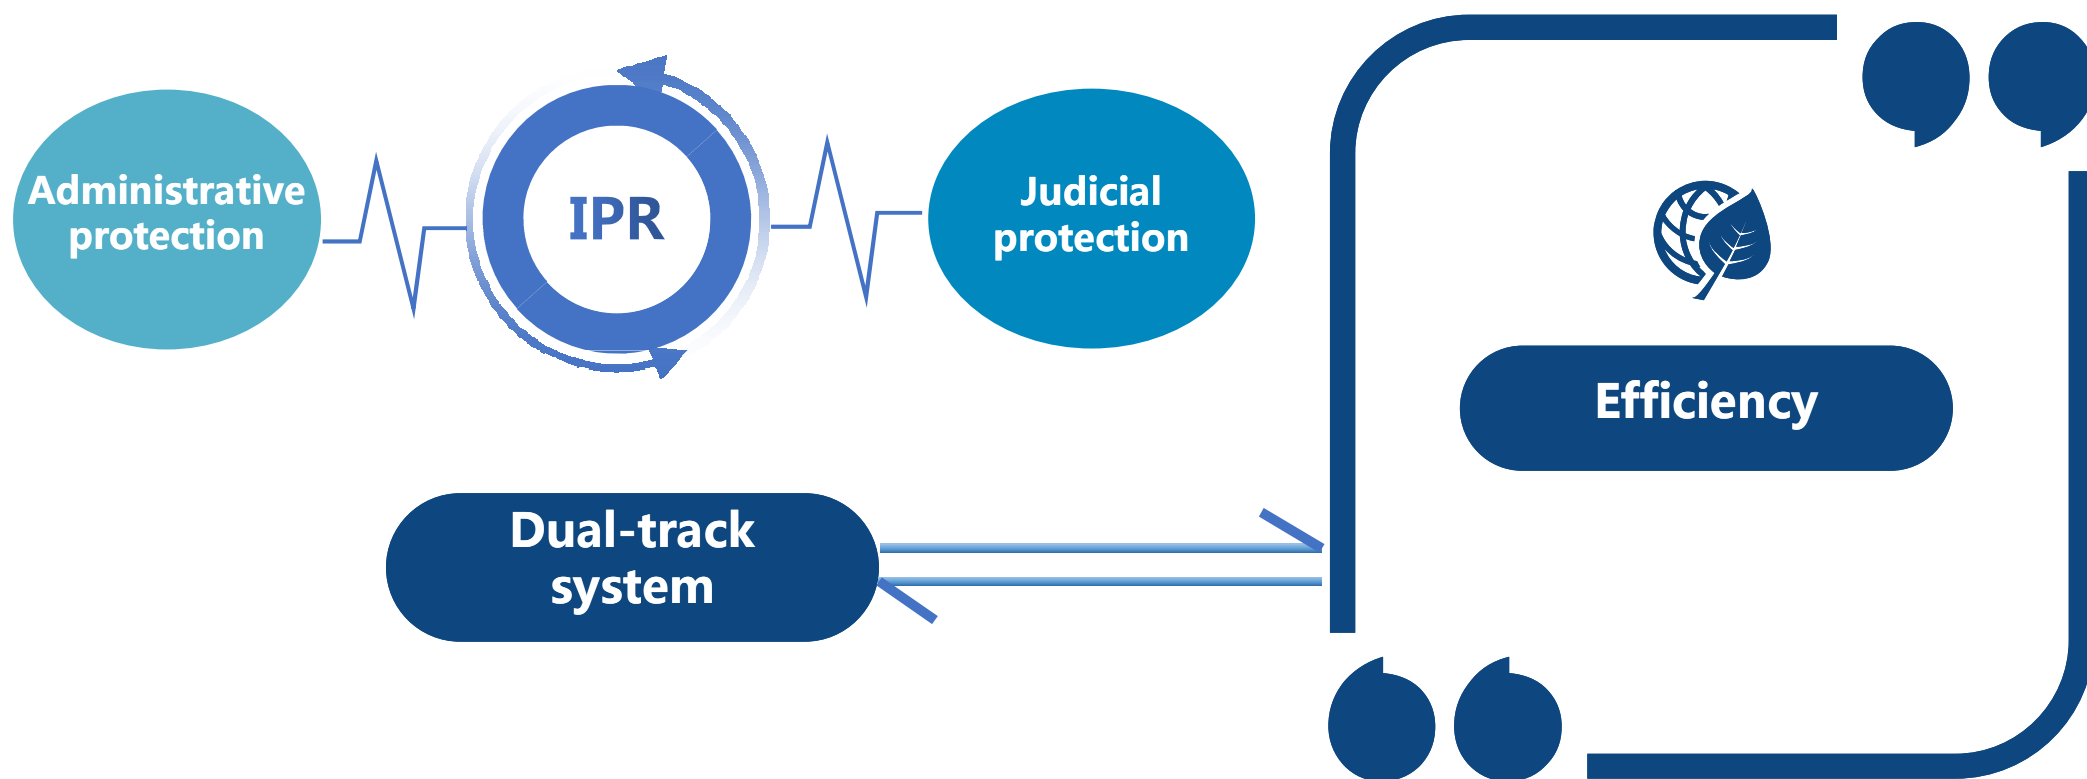 Administrative
protection
IPR
Judicial
protection
Efficiency
Dual-track
system